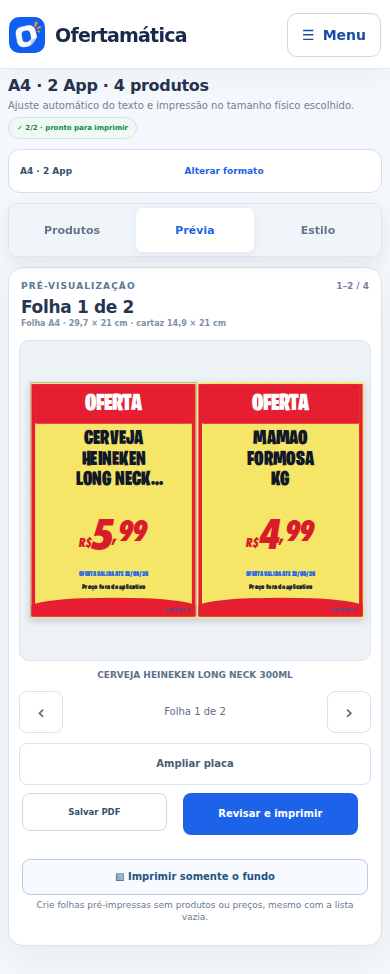 Ofertamática
☰ Menu
A4 · 2 App · 4 produtos
Ajuste automático do texto e impressão no tamanho físico escolhido.
✓ 2/2 · pronto para imprimir
A4 · 2 App
Alterar formato
Produtos
Prévia
Estilo
PRÉ-VISUALIZAÇÃO
1–2 / 4
Folha 1 de 2
Folha A4 · 29,7 × 21 cm · cartaz 14,9 × 21 cm
OFERTA
CERVEJA
HEINEKEN
LONG NECK...
R$5,99
OFERTA VALIDA ATE 22/09/26
Preço fora do aplicativo
OFERTA
MAMAO
FORMOSA
KG
R$4,99
OFERTA VALIDA ATE 22/09/26
Preço fora do aplicativo
CERVEJA HEINEKEN LONG NECK 300ML
‹
Folha 1 de 2
›
Ampliar placa
Salvar PDF
Revisar e imprimir
▧ Imprimir somente o fundo
Crie folhas pré-impressas sem produtos ou preços, mesmo com a lista
vazia.